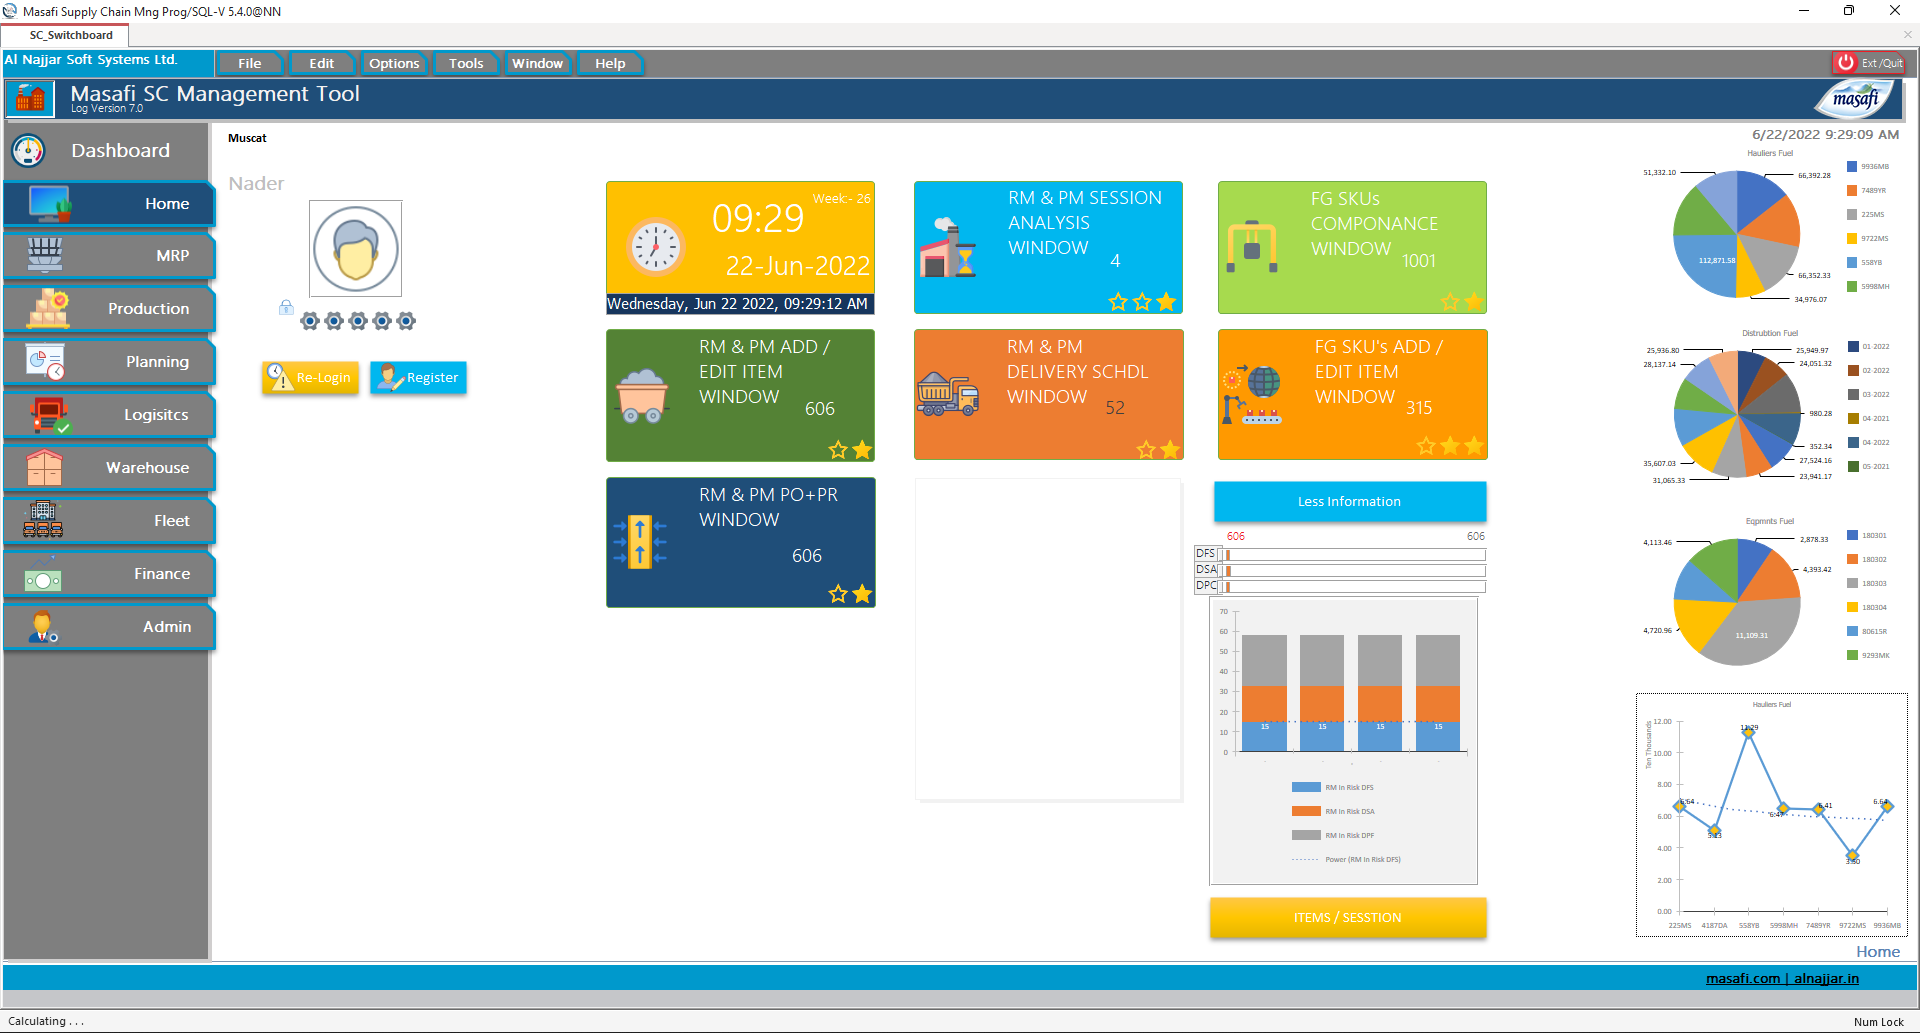 Masafi Supply Chain Mng Prog/SQL-V 5.4.0@NN
SC_Switchboard
Al Najjar Soft Systems Ltd.
File
Edit
Options
Tools
Window
Help
Ext /Quit
Masafi SC Management Tool
Log Version 7.0
masafi
Dashboard
Home
MRP
Production
Planning
Logisitcs
Warehouse
Fleet
Finance
Admin
Muscat
Nader
Re-Login
Register
Week:- 26
09:29
22-Jun-2022
Wednesday, Jun 22 2022, 09:29:12 AM
RM & PM SESSION
ANALYSIS
WINDOW
4
FG SKUs
COMPONANCE
WINDOW
1001
RM & PM ADD /
EDIT ITEM
WINDOW
606
RM & PM
DELIVERY SCHDL
WINDOW
52
FG SKU's ADD /
EDIT ITEM
WINDOW
315
RM & PM PO+PR
WINDOW
606
Less Information
606
606
DFS
DSA
DPC
70
60
50
40
30
20
10
0
15
15
15
15
RM In Risk DFS
RM In Risk DSA
RM In Risk DPF
Power (RM In Risk DFS)
ITEMS / SESSTION
6/22/2022 9:29:09 AM
Hauliers Fuel
51,332.10
66,392.28
112,871.58
66,352.33
34,976.07
9936MB
7489YR
225MS
9722MS
558YB
5998MH
Distrubtion Fuel
25,936.80
25,949.97
28,137.14
24,051.32
980.28
352.34
35,607.03
27,524.16
31,065.33
23,941.17
01-2022
02-2022
03-2022
04-2021
04-2022
05-2021
Eqpmnts Fuel
4,113.46
2,878.33
4,393.42
4,720.96
11,109.31
180301
180302
180303
180304
8061SR
9293MK
Hauliers Fuel
Ten Thousands
12.00
10.00
8.00
6.00
4.00
2.00
0.00
6.64
5.13
11.29
6.47
6.41
3.50
6.64
225MS
4187DA
558YB
5998MH
7489YR
9722MS
9936MB
Home
masafi.com | alnajjar.in
Calculating . . .
Num Lock